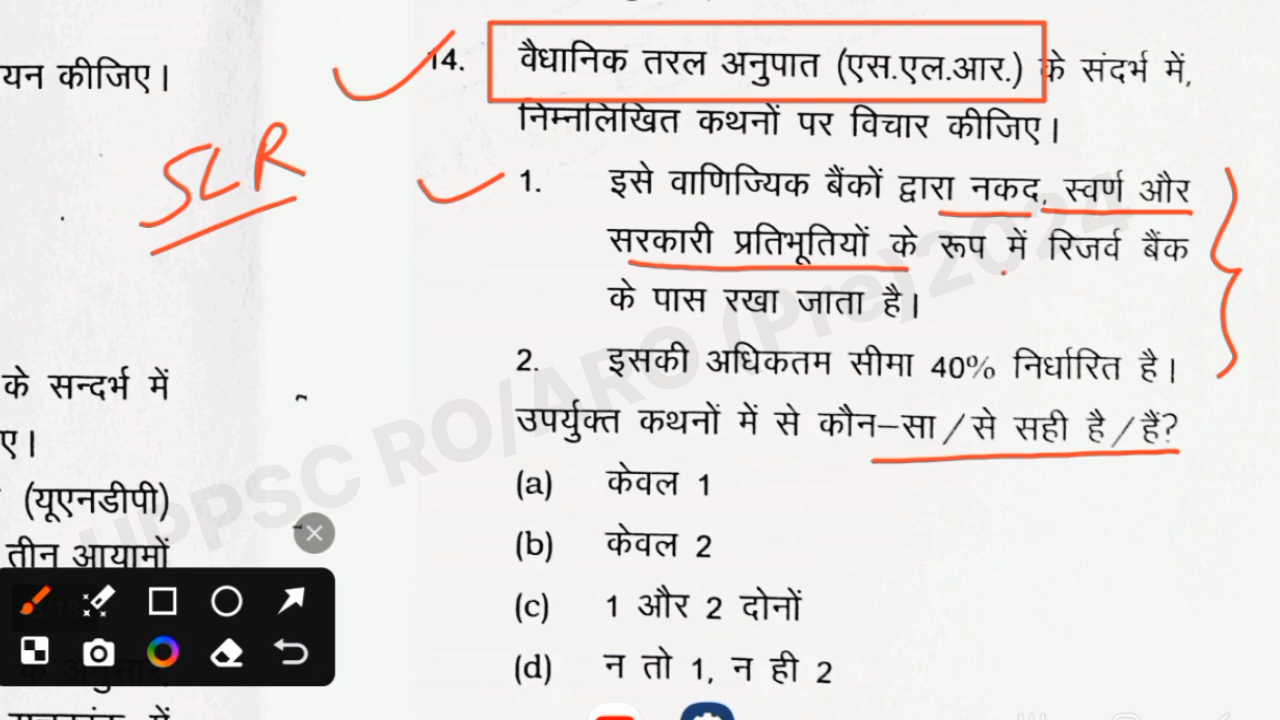 यन कीजिए।
SLR
के सन्दर्भ में
ए।
(यूएनडीपी)
तीन आयामों
14. वैधानिक तरल अनुपात (एस.एल.आर.) के संदर्भ में,
निम्नलिखित कथनों पर विचार कीजिए।
1. इसे वाणिज्यिक बैंकों द्वारा नकद, स्वर्ण और
सरकारी प्रतिभूतियों के रूप में रिजर्व बैंक
के पास रखा जाता है।
2. इसकी अधिकतम सीमा 40% निर्धारित है।
उपर्युक्त कथनों में से कौन–सा/से सही है/हैं?
(a) केवल 1
(b) केवल 2
(c) 1 और 2 दोनों
(d) न तो 1, न ही 2
UPPSC RO/ARO (Pre) 2024